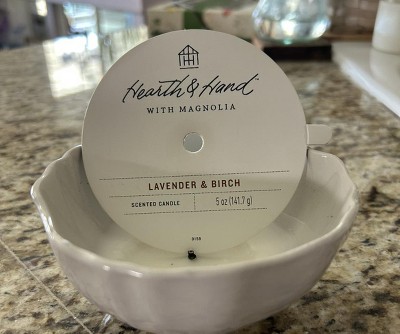 Hearth & Hand
WITH MAGNOLIA
LAVENDER & BIRCH
SCENTED CANDLE 5 oz (141.7 g)